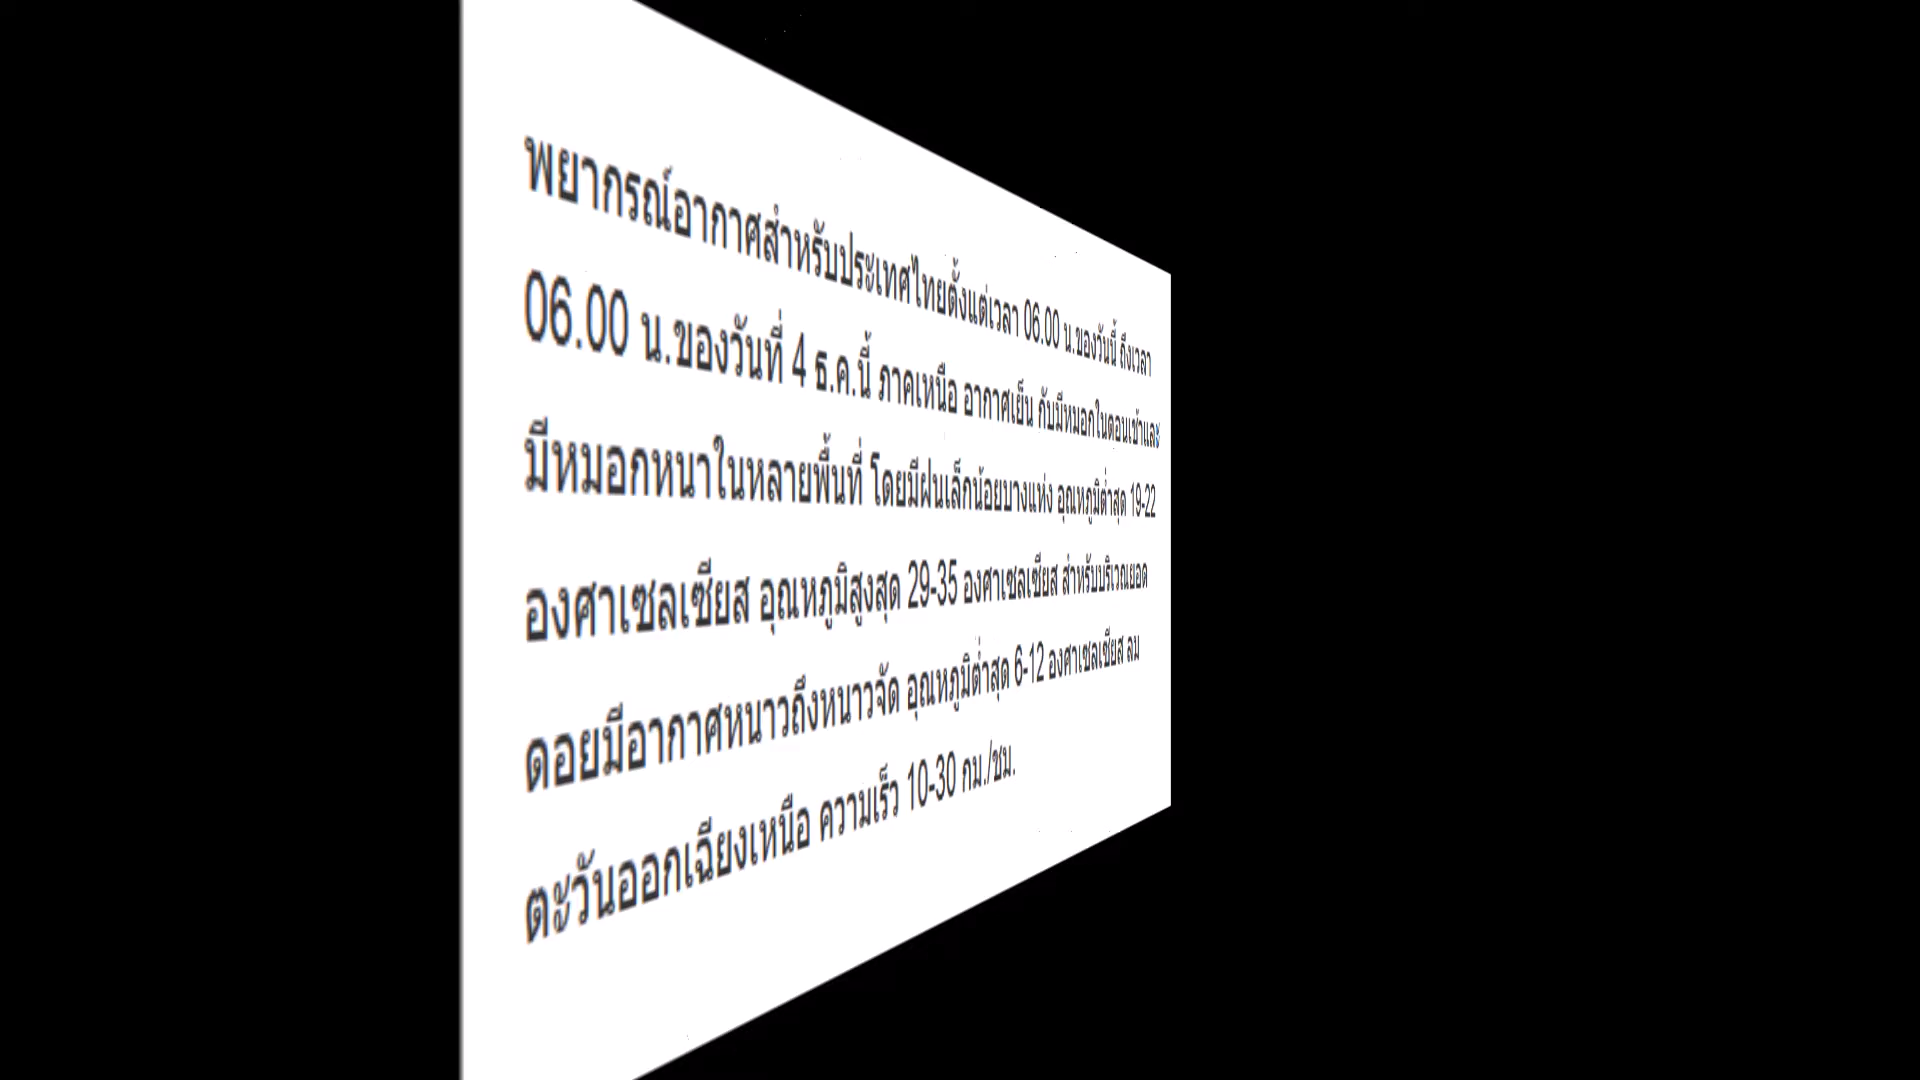 พยากรณ์อากาศสำหรับประเทศไทยตั้งแต่เวลา 06.00 น.ของวันนี้ ถึงเวลา
06.00 น.ของวันที่ 4 ธ.ค.นี้ ภาคเหนือ อากาศเย็น กับมีหมอกในตอนเช้าและ
มีหมอกหนาในหลายพื้นที่ โดยมีฝนเล็กน้อยบางแห่ง อุณหภูมิต่ำสุด 19-22
องศาเซลเซียส อุณหภูมิสูงสุด 29-35 องศาเซลเซียส สำหรับบริเวณยอด
ดอยมีอากาศหนาวถึงหนาวจัด อุณหภูมิต่ำสุด 6-12 องศาเซลเซียส ลม
ตะวันออกเฉียงเหนือ ความเร็ว 10-30 กม./ชม.